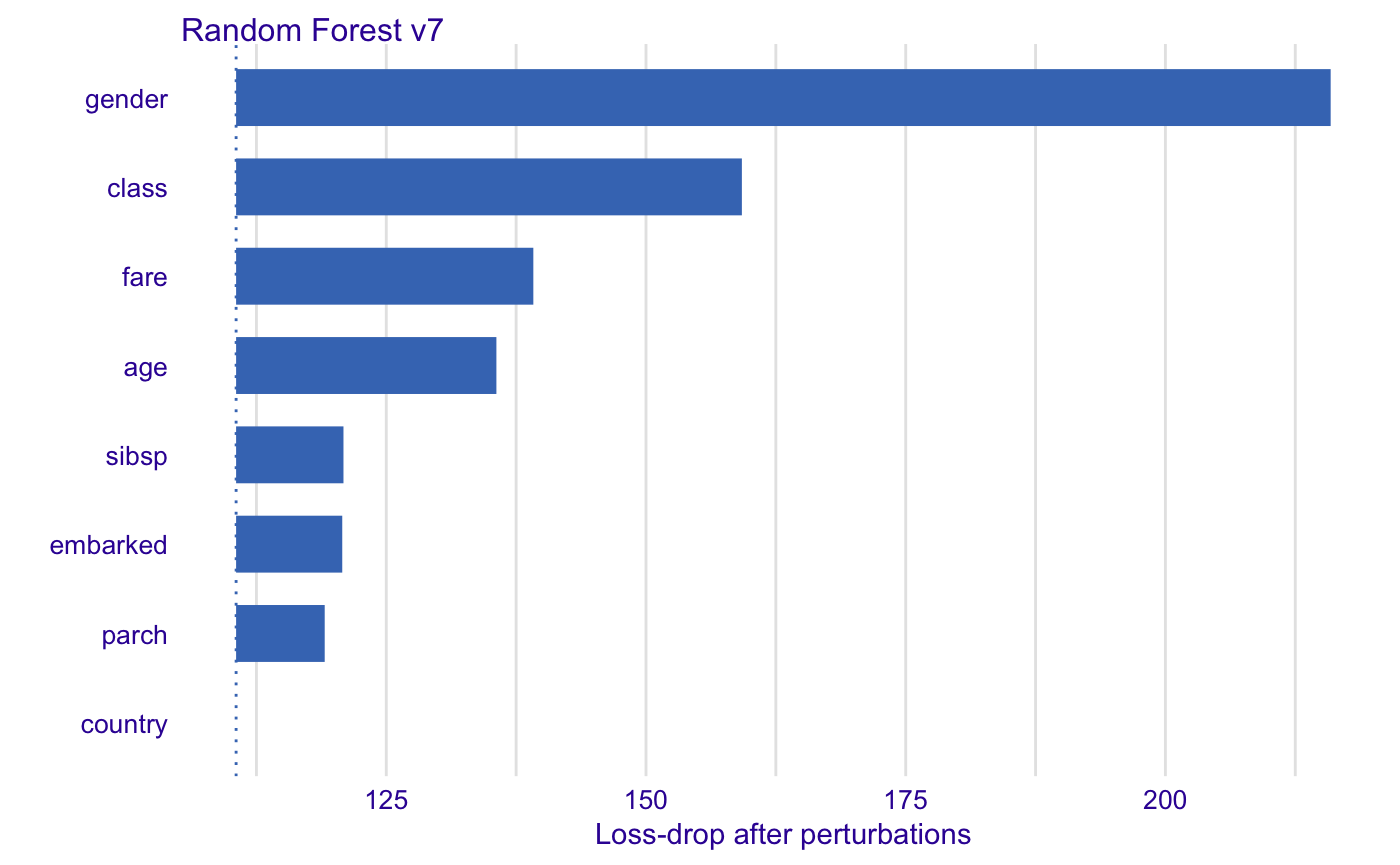 Random Forest v7
gender
class
fare
age
sibsp
embarked
parch
country
125 150 175 200
Loss-drop after perturbations